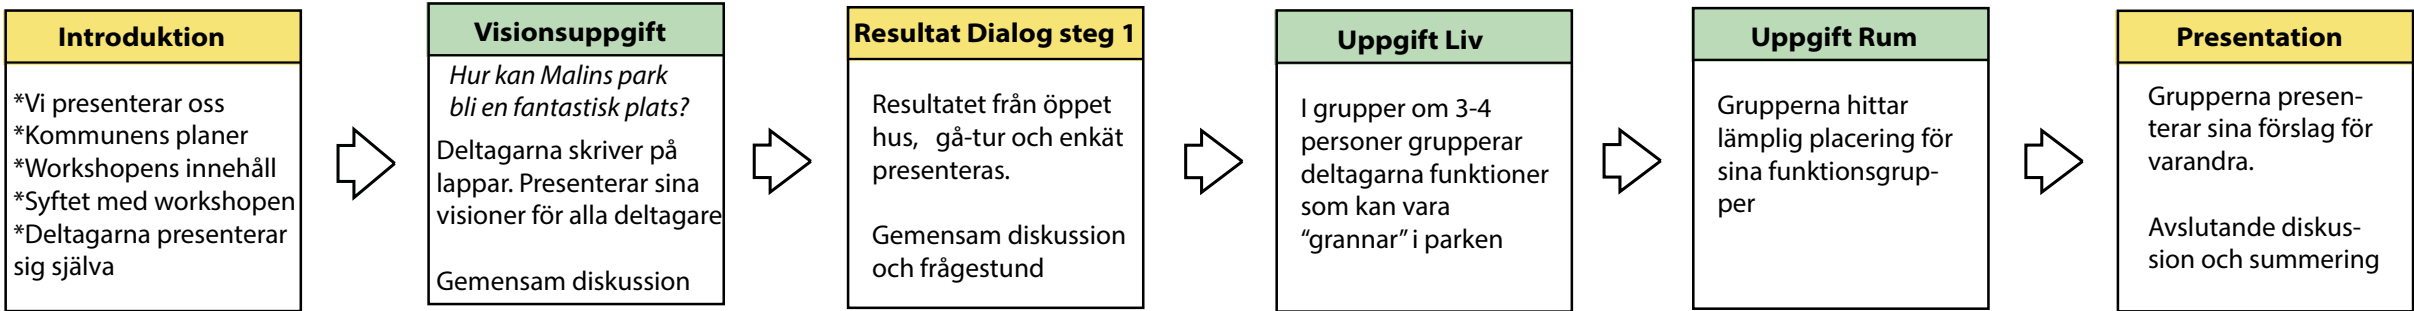 Introduktion
*Vi presenterar oss
*Kommunens planer
*Workshopens innehåll
*Syftet med workshopen
*Deltagarna presenterar
sig själva
Visionsuppgift
Hur kan Malins park
bli en fantastisk plats?
Deltagarna skriver på
lappar. Presenterar sina
visioner för alla deltagare
Gemensam diskussion
Resultat Dialog steg 1
Resultatet från öppet
hus, gå-tur och enkät
presenteras.
Gemensam diskussion
och frågestund
Uppgift Liv
I grupper om 3-4
personer grupperar
deltagarna funktioner
som kan vara
“grannar” i parken
Uppgift Rum
Grupperna hittar
lämplig placering för
sina funktionsgrup-
per
Presentation
Grupperna presen-
terar sina förslag för
varandra.
Avslutande diskus-
sion och summering